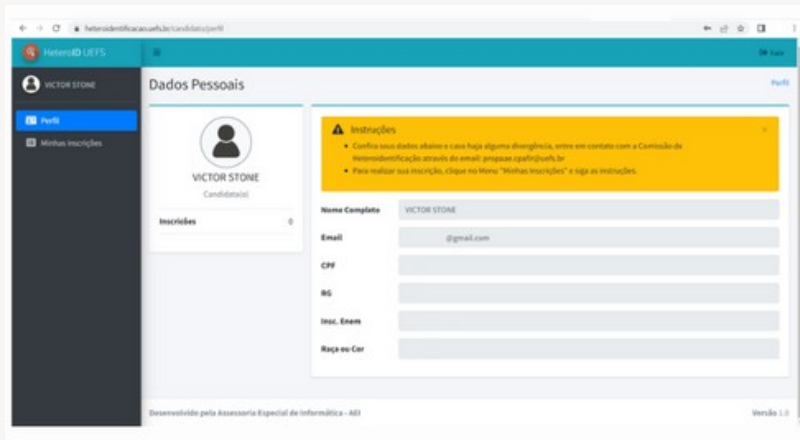 heteroidentificacao.uefs.br/candidato/perfil
HeteroID UEFS
Sair
VICTOR STONE
Perfil
Minhas Inscrições
Dados Pessoais
Perfil
VICTOR STONE
Candidato(a)
Inscrições 0
Instruções
Confira seus dados abaixo e caso haja alguma divergência, entre em contato com a Comissão de
Heteroidentificação através do email: propaae.cpafir@uefs.br
Para realizar sua inscrição, clique no Menu "Minhas Inscrições" e siga as instruções.
Nome Completo VICTOR STONE
Email @gmail.com
CPF
RG
Insc. Enem
Raça ou Cor
Desenvolvido pela Assessoria Especial de Informática - AEI
Versão 1.0